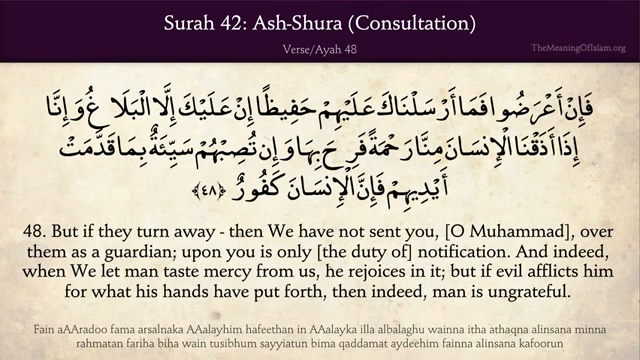 Surah 42: Ash-Shura (Consultation)
Verse/Ayah 48
TheMeaningOfIslam.org
فَإِنْ أَعْرَضُوا فَمَا أَرْسَلْنَاكَ عَلَيْهِمْ حَفِيظًا إِنْ عَلَيْكَ إِلَّا الْبَلَاغُ وَإِنَّا
إِذَا أَذَقْنَا الْإِنسَانَ مِنَّا رَحْمَةً فَرِحَ بِهَا وَإِن تُصِبْهُمْ سَيِّئَةٌ بِمَا قَدَّمَتْ
أَيْدِيهِمْ فَإِنَّ الْإِنسَانَ كَفُورٌ ﴿٤٨﴾
48. But if they turn away - then We have not sent you, [O Muhammad], over
them as a guardian; upon you is only [the duty of] notification. And indeed,
when We let man taste mercy from us, he rejoices in it; but if evil afflicts him
for what his hands have put forth, then indeed, man is ungrateful.
Fain aAAradoo fama arsalnaka AAalayhim hafeethan in AAalayka illa albalaghu wainna itha athaqna alinsana minna
rahmatan fariha biha wain tusibhum sayyiatun bima qaddamat aydeehim fainna alinsana kafoorun